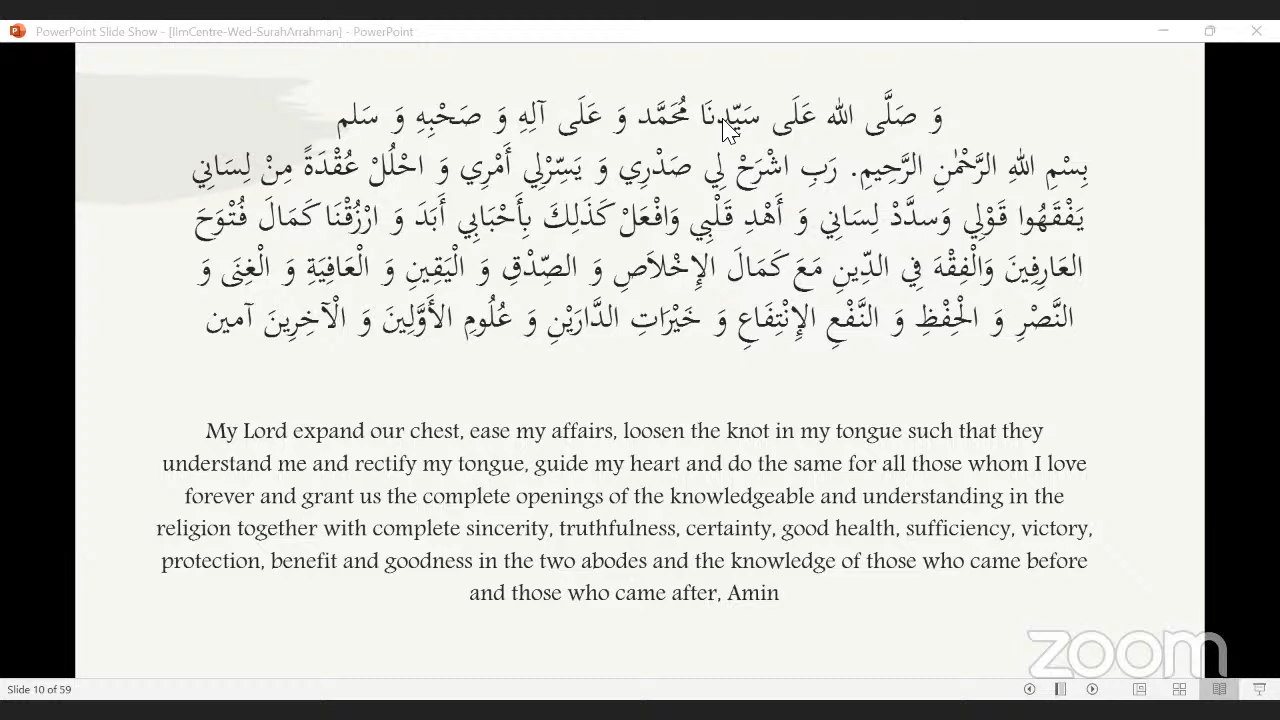 PowerPoint Slide Show - [IlmCentre-Wed-SurahArrahman] - PowerPoint
وَ صَلَّى الله عَلَى سَيِّدِنَا مُحَمَّد وَ عَلَى آلِهِ وَ صَحْبِهِ وَ سَلم
بِسْمِ اللهِ الرَّحْمٰنِ الرَّحِيمِ. رَبِ اشْرَحْ لِي صَدْرِي وَ يَسِّرْلِي أَمْرِي وَ احْلُلْ عُقْدَةً مِنْ لِسَانِي
يَفْقَهُوا قَوْلِي وَسدَّدْ لِسَانِي وَ أَهْدِ قَلْبِي وَافْعَلْ كَذَلِكَ بِأَحْبَابِي أَبَدَ وَ ارْزُقْنَا كَمَالَ فُتْوَحَ
العَارِفِينَ وَالْفِقْهَ فِي الدِّينِ مَعَ كَمَالَ الإِخْلاَصِ وَ الصِّدْقِ وَ الْيَقِينِ وَ الْعَافِيَةِ وَ الْغِنَى وَ
النَّصْرِ وَ الْحِفْظِ وَ النَّفْعِ الإِنْتِفَاعِ وَ خَيْرَاتِ الدَّارَيْنِ وَ عُلُومِ الأَوَّلِينَ وَ الْآخِرِينَ آمين
My Lord expand our chest, ease my affairs, loosen the knot in my tongue such that they
understand me and rectify my tongue, guide my heart and do the same for all those whom I love
forever and grant us the complete openings of the knowledgeable and understanding in the
religion together with complete sincerity, truthfulness, certainty, good health, sufficiency, victory,
protection, benefit and goodness in the two abodes and the knowledge of those who came before
and those who came after, Amin
zoom
Slide 10 of 59